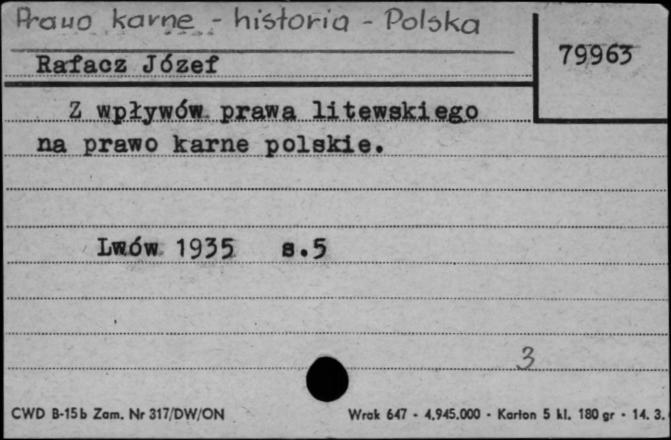 Prawo karne - historia - Polska
79963
Rafacz Józef
Z wpływów prawa litewskiego
na prawo karne polskie.
Lwów 1935 s.5
3
CWD B-15b Zam. Nr 317/DW/ON Wrak 647 - 4.945.000 - Karton 5 kl. 180 gr - 14. 3.